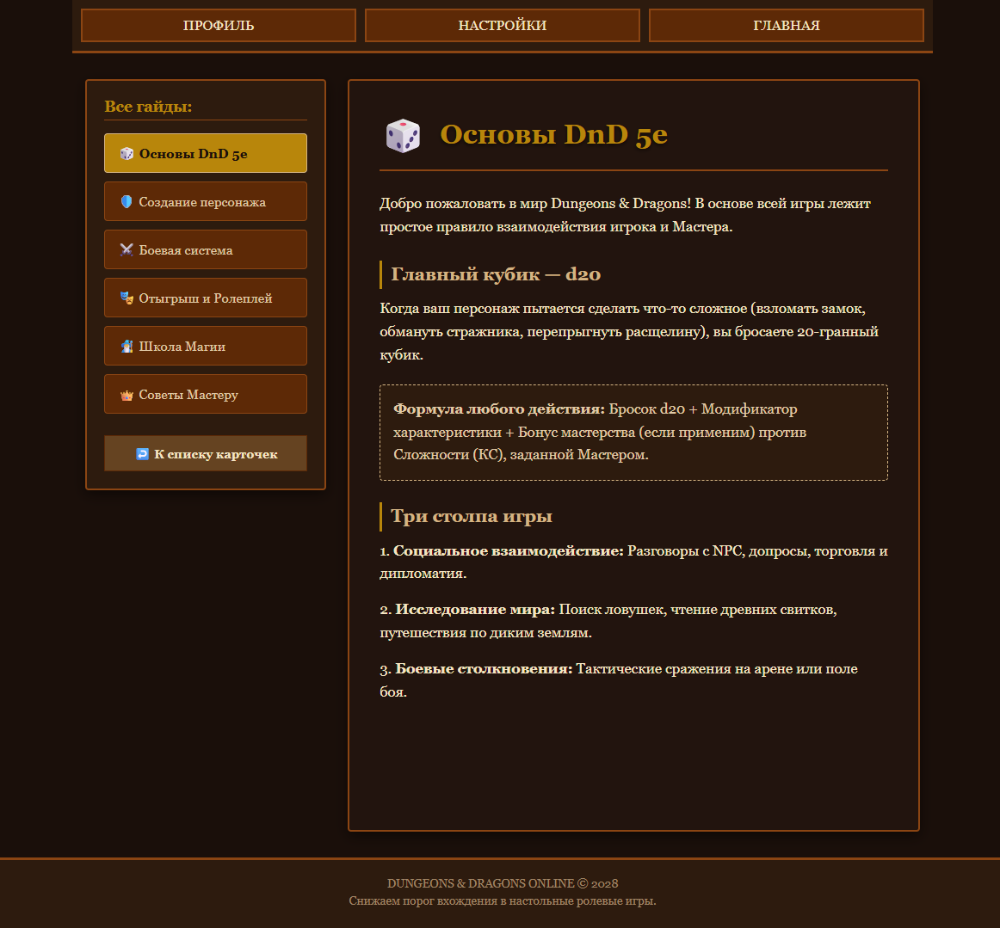 ПРОФИЛЬ
НАСТРОЙКИ
ГЛАВНАЯ
Все гайды:
Основы DnD 5e
Создание персонажа
Боевая система
Отыгрыш и Ролеплей
Школа Магии
Советы Мастеру
К списку карточек
Основы DnD 5e
Добро пожаловать в мир Dungeons & Dragons! В основе всей игры лежит
простое правило взаимодействия игрока и Мастера.
Главный кубик — d20
Когда ваш персонаж пытается сделать что-то сложное (взломать замок,
обмануть стражника, перепрыгнуть расщелину), вы бросаете 20-гранный
кубик.
Формула любого действия: Бросок d20 + Модификатор
характеристики + Бонус мастерства (если применим) против
Сложности (КС), заданной Мастером.
Три столпа игры
1. Социальное взаимодействие: Разговоры с NPC, допросы, торговля и
дипломатия.
2. Исследование мира: Поиск ловушек, чтение древних свитков,
путешествия по диким землям.
3. Боевые столкновения: Тактические сражения на арене или поле
боя.
DUNGEONS & DRAGONS ONLINE © 2028
Снижаем порог вхождения в настольные ролевые игры.